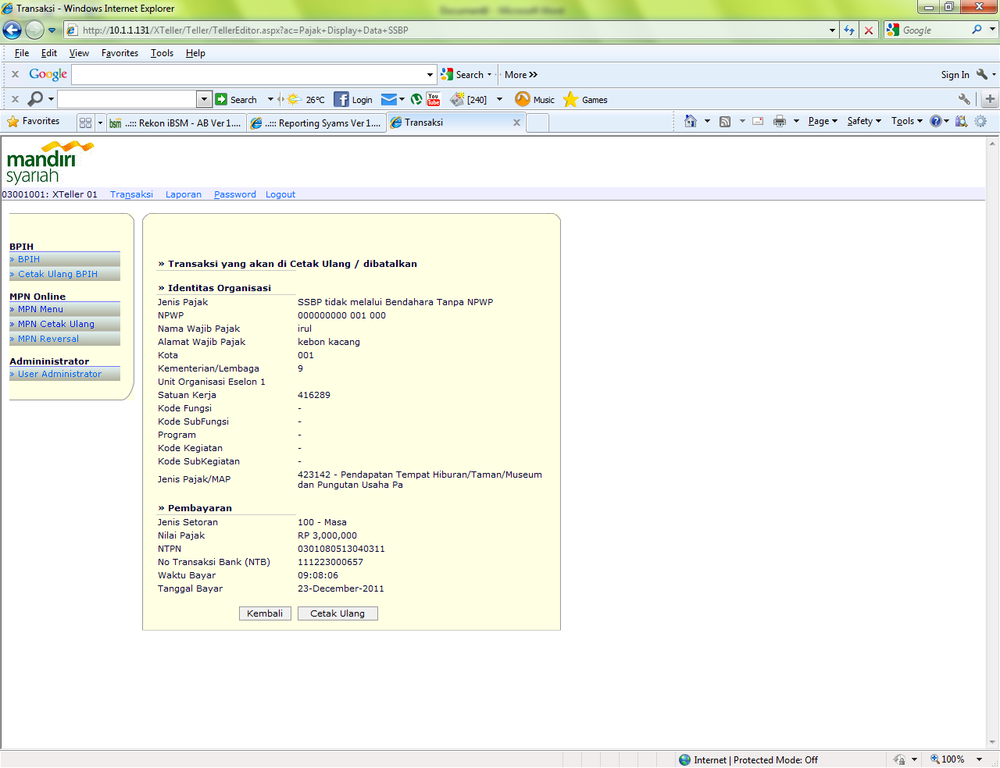 Transaksi - Windows Internet Explorer
Document8 - Microsoft Word
http://10.1.1.131/XTeller/Teller/TellerEditor.aspx?ac=Pajak+Display+Data+SSBP
Google
File Edit View Favorites Tools Help
x Google Search More » Sign In
x Search 26°C Login You Tube [240] Music Games
Favorites bsm ..::: Rekon iBSM - AB Ver 1.... ..::: Reporting Syams Ver 1.... Transaksi x Page Safety Tools
mandiri
syariah
03001001: XTeller 01 Transaksi Laporan Password Logout
BPIH
» BPIH
» Cetak Ulang BPIH
MPN Online
» MPN Menu
» MPN Cetak Ulang
» MPN Reversal
Admininistrator
» User Administrator
» Transaksi yang akan di Cetak Ulang / dibatalkan
» Identitas Organisasi
Jenis Pajak SSBP tidak melalui Bendahara Tanpa NPWP
NPWP 000000000 001 000
Nama Wajib Pajak irul
Alamat Wajib Pajak kebon kacang
Kota 001
Kementerian/Lembaga 9
Unit Organisasi Eselon 1
Satuan Kerja 416289
Kode Fungsi -
Kode SubFungsi -
Program -
Kode Kegiatan -
Kode SubKegiatan -
Jenis Pajak/MAP 423142 - Pendapatan Tempat Hiburan/Taman/Museum
dan Pungutan Usaha Pa
» Pembayaran
Jenis Setoran 100 - Masa
Nilai Pajak RP 3,000,000
NTPN 0301080513040311
No Transaksi Bank (NTB) 111223000657
Waktu Bayar 09:08:06
Tanggal Bayar 23-December-2011
Kembali Cetak Ulang
Internet | Protected Mode: Off 100%